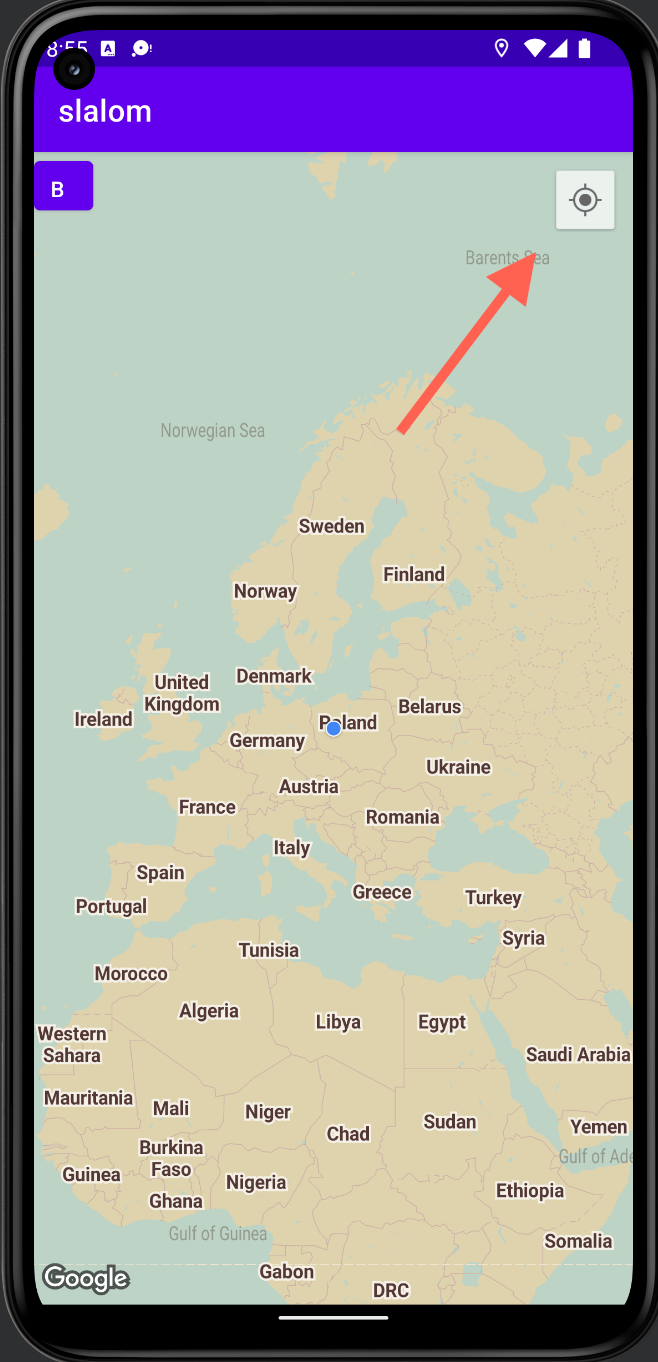 8:55
slalom
B
Barents Sea
Norwegian Sea
Sweden
Finland
Norway
Denmark
United
Kingdom
Ireland
Belarus
Poland
Germany
Ukraine
Austria
France
Romania
Italy
Spain
Greece
Turkey
Portugal
Syria
Tunisia
Morocco
Algeria
Libya
Egypt
Western
Sahara
Saudi Arabia
Mauritania
Mali
Niger
Chad
Sudan
Yemen
Burkina
Faso
Gulf of Ade
Guinea
Nigeria
Ethiopia
Ghana
Gulf of Guinea
Somalia
Gabon
Google
DRC